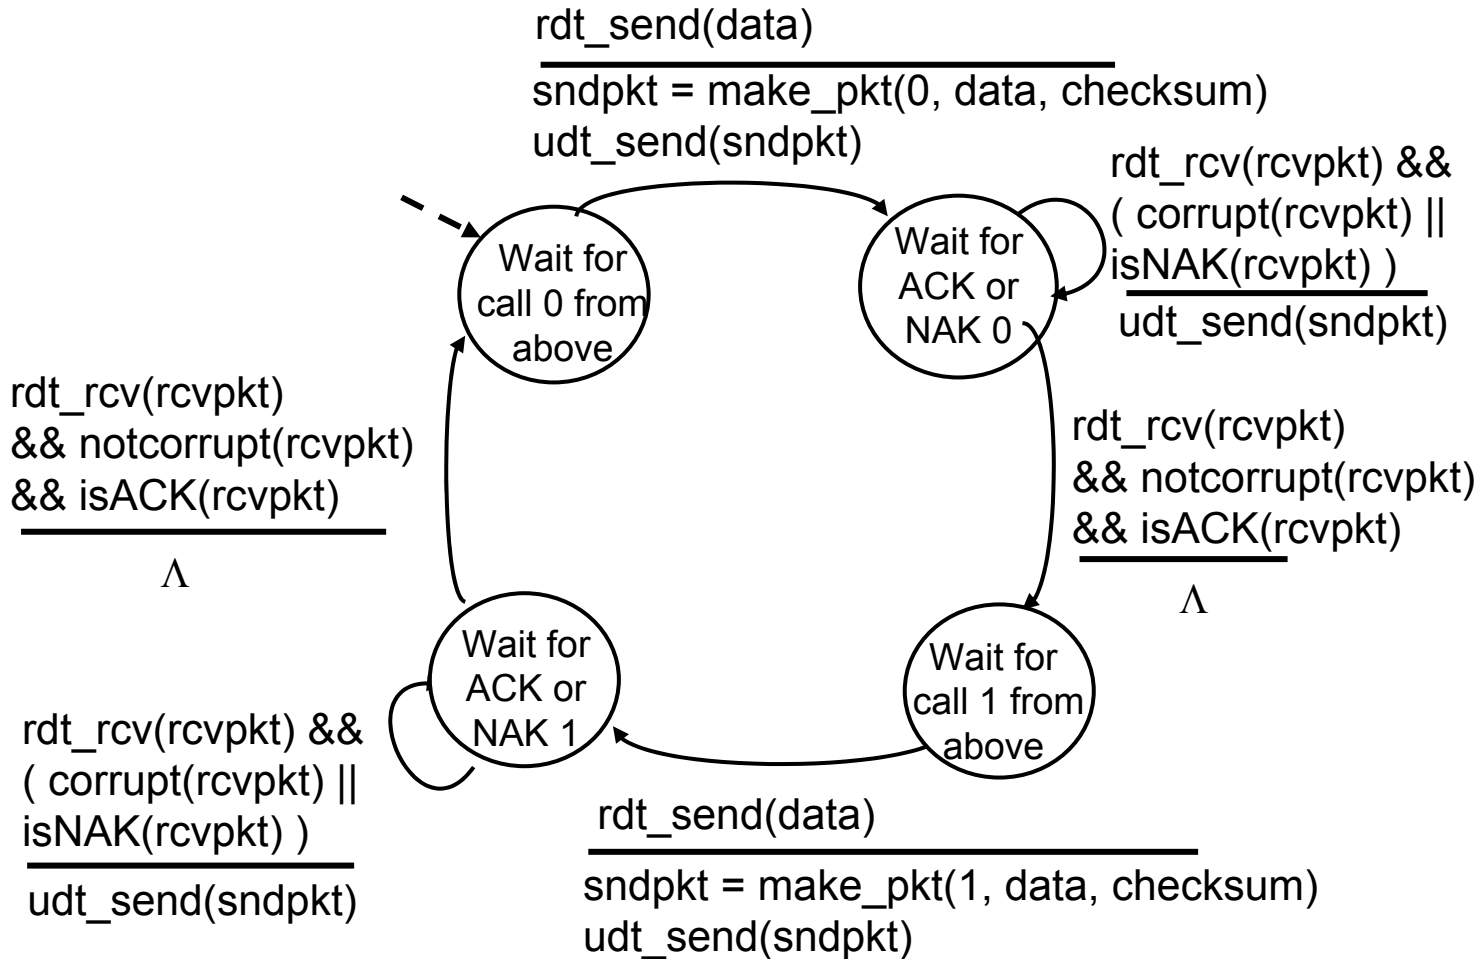 rdt_send(data)
sndpkt = make_pkt(0, data, checksum)
udt_send(sndpkt)
rdt_rcv(rcvpkt) &&
( corrupt(rcvpkt) ||
isNAK(rcvpkt) )
udt_send(sndpkt)
Wait for
call 0 from
above
Wait for
ACK or
NAK 0
rdt_rcv(rcvpkt)
&& notcorrupt(rcvpkt)
&& isACK(rcvpkt)
Λ
rdt_rcv(rcvpkt)
&& notcorrupt(rcvpkt)
&& isACK(rcvpkt)
Λ
Wait for
ACK or
NAK 1
Wait for
call 1 from
above
rdt_rcv(rcvpkt) &&
( corrupt(rcvpkt) ||
isNAK(rcvpkt) )
udt_send(sndpkt)
rdt_send(data)
sndpkt = make_pkt(1, data, checksum)
udt_send(sndpkt)